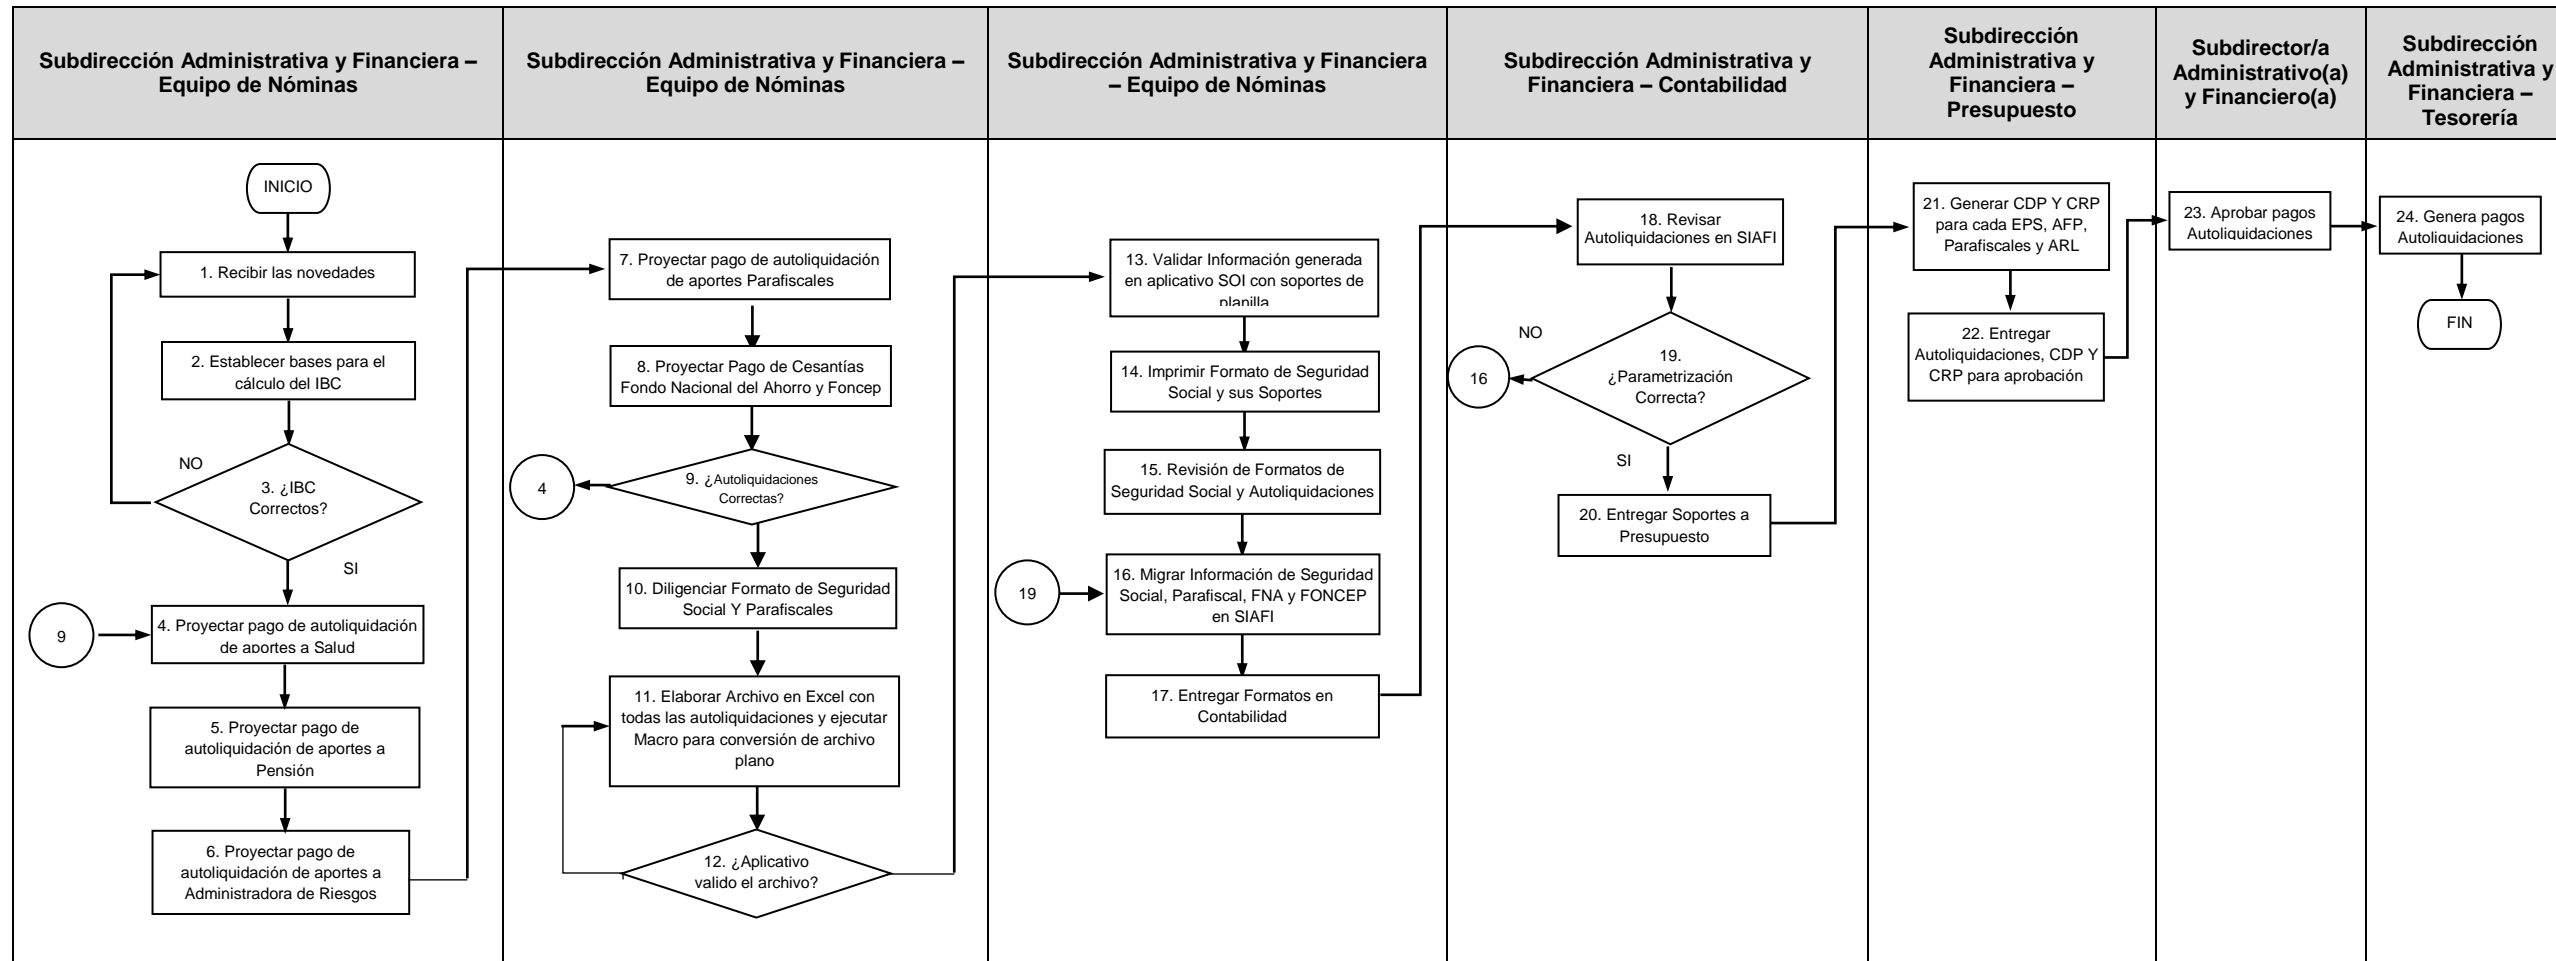 Subdirección Administrativa y Financiera –
Equipo de Nóminas
Subdirección Administrativa y Financiera –
Equipo de Nóminas
Subdirección Administrativa y Financiera
– Equipo de Nóminas
Subdirección Administrativa y
Financiera – Contabilidad
Subdirección
Administrativa y
Financiera –
Presupuesto
Subdirector/a
Administrativo(a)
y Financiero(a)
Subdirección
Administrativa y
Financiera –
Tesorería
INICIO
1. Recibir las novedades
2. Establecer bases para el
cálculo del IBC
NO
3. ¿IBC
Correctos?
SI
9
4. Proyectar pago de autoliquidación
de aportes a Salud
5. Proyectar pago de
autoliquidación de aportes a
Pensión
6. Proyectar pago de
autoliquidación de aportes a
Administradora de Riesgos
7. Proyectar pago de autoliquidación
de aportes Parafiscales
8. Proyectar Pago de Cesantías
Fondo Nacional del Ahorro y Foncep
4
9. ¿Autoliquidaciones
Correctas?
10. Diligenciar Formato de Seguridad
Social Y Parafiscales
11. Elaborar Archivo en Excel con
todas las autoliquidaciones y ejecutar
Macro para conversión de archivo
plano
12. ¿Aplicativo
valido el archivo?
13. Validar Información generada
en aplicativo SOI con soportes de
planilla
14. Imprimir Formato de Seguridad
Social y sus Soportes
15. Revisión de Formatos de
Seguridad Social y Autoliquidaciones
19
16. Migrar Información de Seguridad
Social, Parafiscal, FNA y FONCEP
en SIAFI
17. Entregar Formatos en
Contabilidad
18. Revisar
Autoliquidaciones en SIAFI
NO
16
19.
¿Parametrización
Correcta?
SI
20. Entregar Soportes a
Presupuesto
21. Generar CDP Y CRP
para cada EPS, AFP,
Parafiscales y ARL
22. Entregar
Autoliquidaciones, CDP Y
CRP para aprobación
23. Aprobar pagos
Autoliquidaciones
24. Genera pagos
Autoliquidaciones
FIN